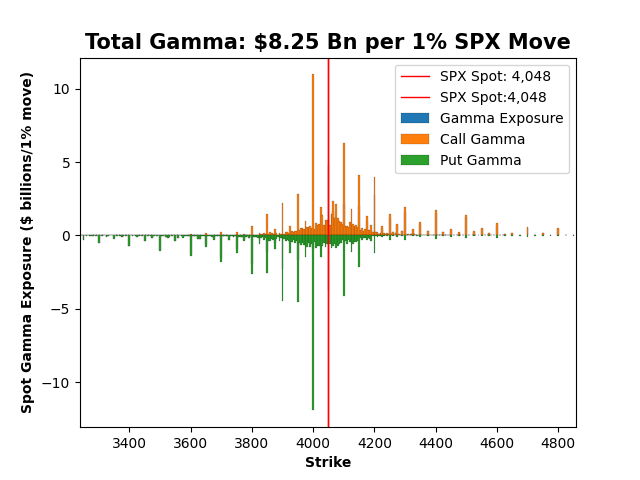 Total Gamma: $8.25 Bn per 1% SPX Move
SPX Spot: 4,048
SPX Spot:4,048
Gamma Exposure
Call Gamma
Put Gamma
Spot Gamma Exposure ($ billions/1% move)
10
5
0
−5
−10
3400 3600 3800 4000 4200 4400 4600 4800
Strike